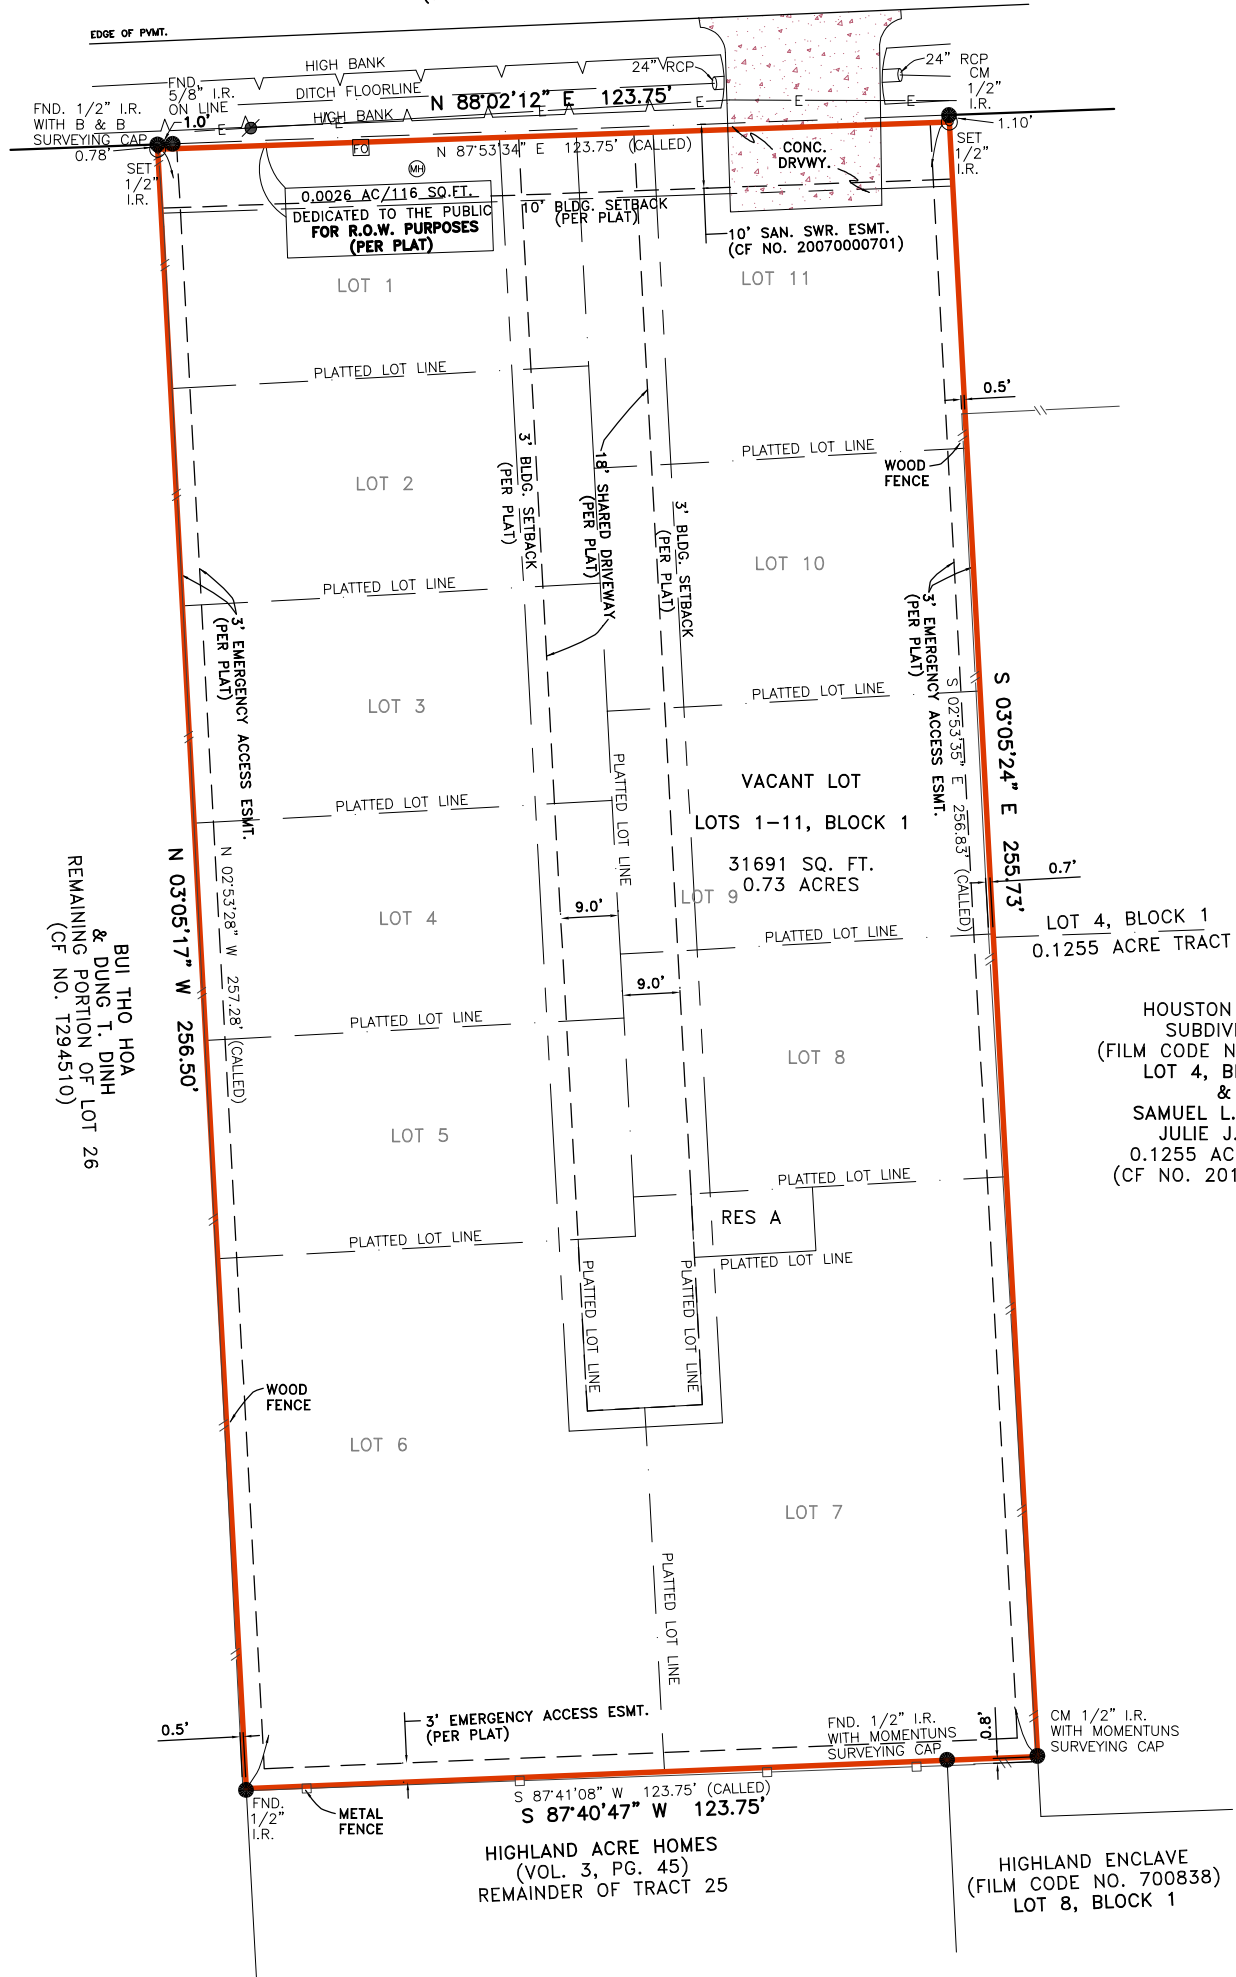 EDGE OF PVMT.
HIGH BANK
DITCH FLOORLINE
HIGH BANK
FND.
5/8" I.R.
ON LINE
1.0'
FND. 1/2" I.R.
WITH B & B
SURVEYING CAP
0.78'
N 88°02'12" E 123.75'
N 87°53'34" E 123.75' (CALLED)
24" RCP
24" RCP
CM
1/2"
I.R.
1.10'
SET
1/2"
I.R.
SET
1/2"
I.R.
E
E
E
E
E
E
FO
MH
CONC.
DRVWY.
0.0026 AC/116 SQ.FT.
DEDICATED TO THE PUBLIC
FOR R.O.W. PURPOSES
(PER PLAT)
10' BLDG. SETBACK
(PER PLAT)
10' SAN. SWR. ESMT.
(CF NO. 20070000701)
LOT 1
LOT 11
PLATTED LOT LINE
0.5'
3' BLDG. SETBACK
(PER PLAT)
18' SHARED DRIVEWAY
(PER PLAT)
3' BLDG. SETBACK
(PER PLAT)
PLATTED LOT LINE
WOOD
FENCE
LOT 2
LOT 10
PLATTED LOT LINE
3' EMERGENCY ACCESS ESMT.
(PER PLAT)
3' EMERGENCY ACCESS ESMT.
(PER PLAT)
S 02°53'35" E 256.83' (CALLED)
S 03°05'24" E 255.73'
PLATTED LOT LINE
LOT 3
PLATTED LOT LINE
PLATTED LOT LINE
VACANT LOT
LOTS 1-11, BLOCK 1
31691 SQ. FT.
0.73 ACRES
LOT 9
0.7'
N 02°53'28" W 257.28' (CALLED)
N 03°05'17" W 256.50'
BUI THO HOA
& DUNG T. DINH
REMAINING PORTION OF LOT 26
(CF NO. T294510)
LOT 4
9.0'
PLATTED LOT LINE
LOT 4, BLOCK 1
0.1255 ACRE TRACT
9.0'
PLATTED LOT LINE
HOUSTON
SUBDIVI
(FILM CODE N
LOT 4, B
&
SAMUEL L.
JULIE J.
0.1255 AC
(CF NO. 201
LOT 8
LOT 5
PLATTED LOT LINE
RES A
PLATTED LOT LINE
PLATTED LOT LINE
PLATTED LOT LINE
PLATTED LOT LINE
WOOD
FENCE
LOT 6
LOT 7
PLATTED LOT LINE
3' EMERGENCY ACCESS ESMT.
(PER PLAT)
0.5'
FND. 1/2" I.R.
WITH MOMENTUNS
SURVEYING CAP
0.8'
CM 1/2" I.R.
WITH MOMENTUNS
SURVEYING CAP
FND.
1/2"
I.R.
METAL
FENCE
S 87°41'08" W 123.75' (CALLED)
S 87°40'47" W 123.75'
HIGHLAND ACRE HOMES
(VOL. 3, PG. 45)
REMAINDER OF TRACT 25
HIGHLAND ENCLAVE
(FILM CODE NO. 700838)
LOT 8, BLOCK 1